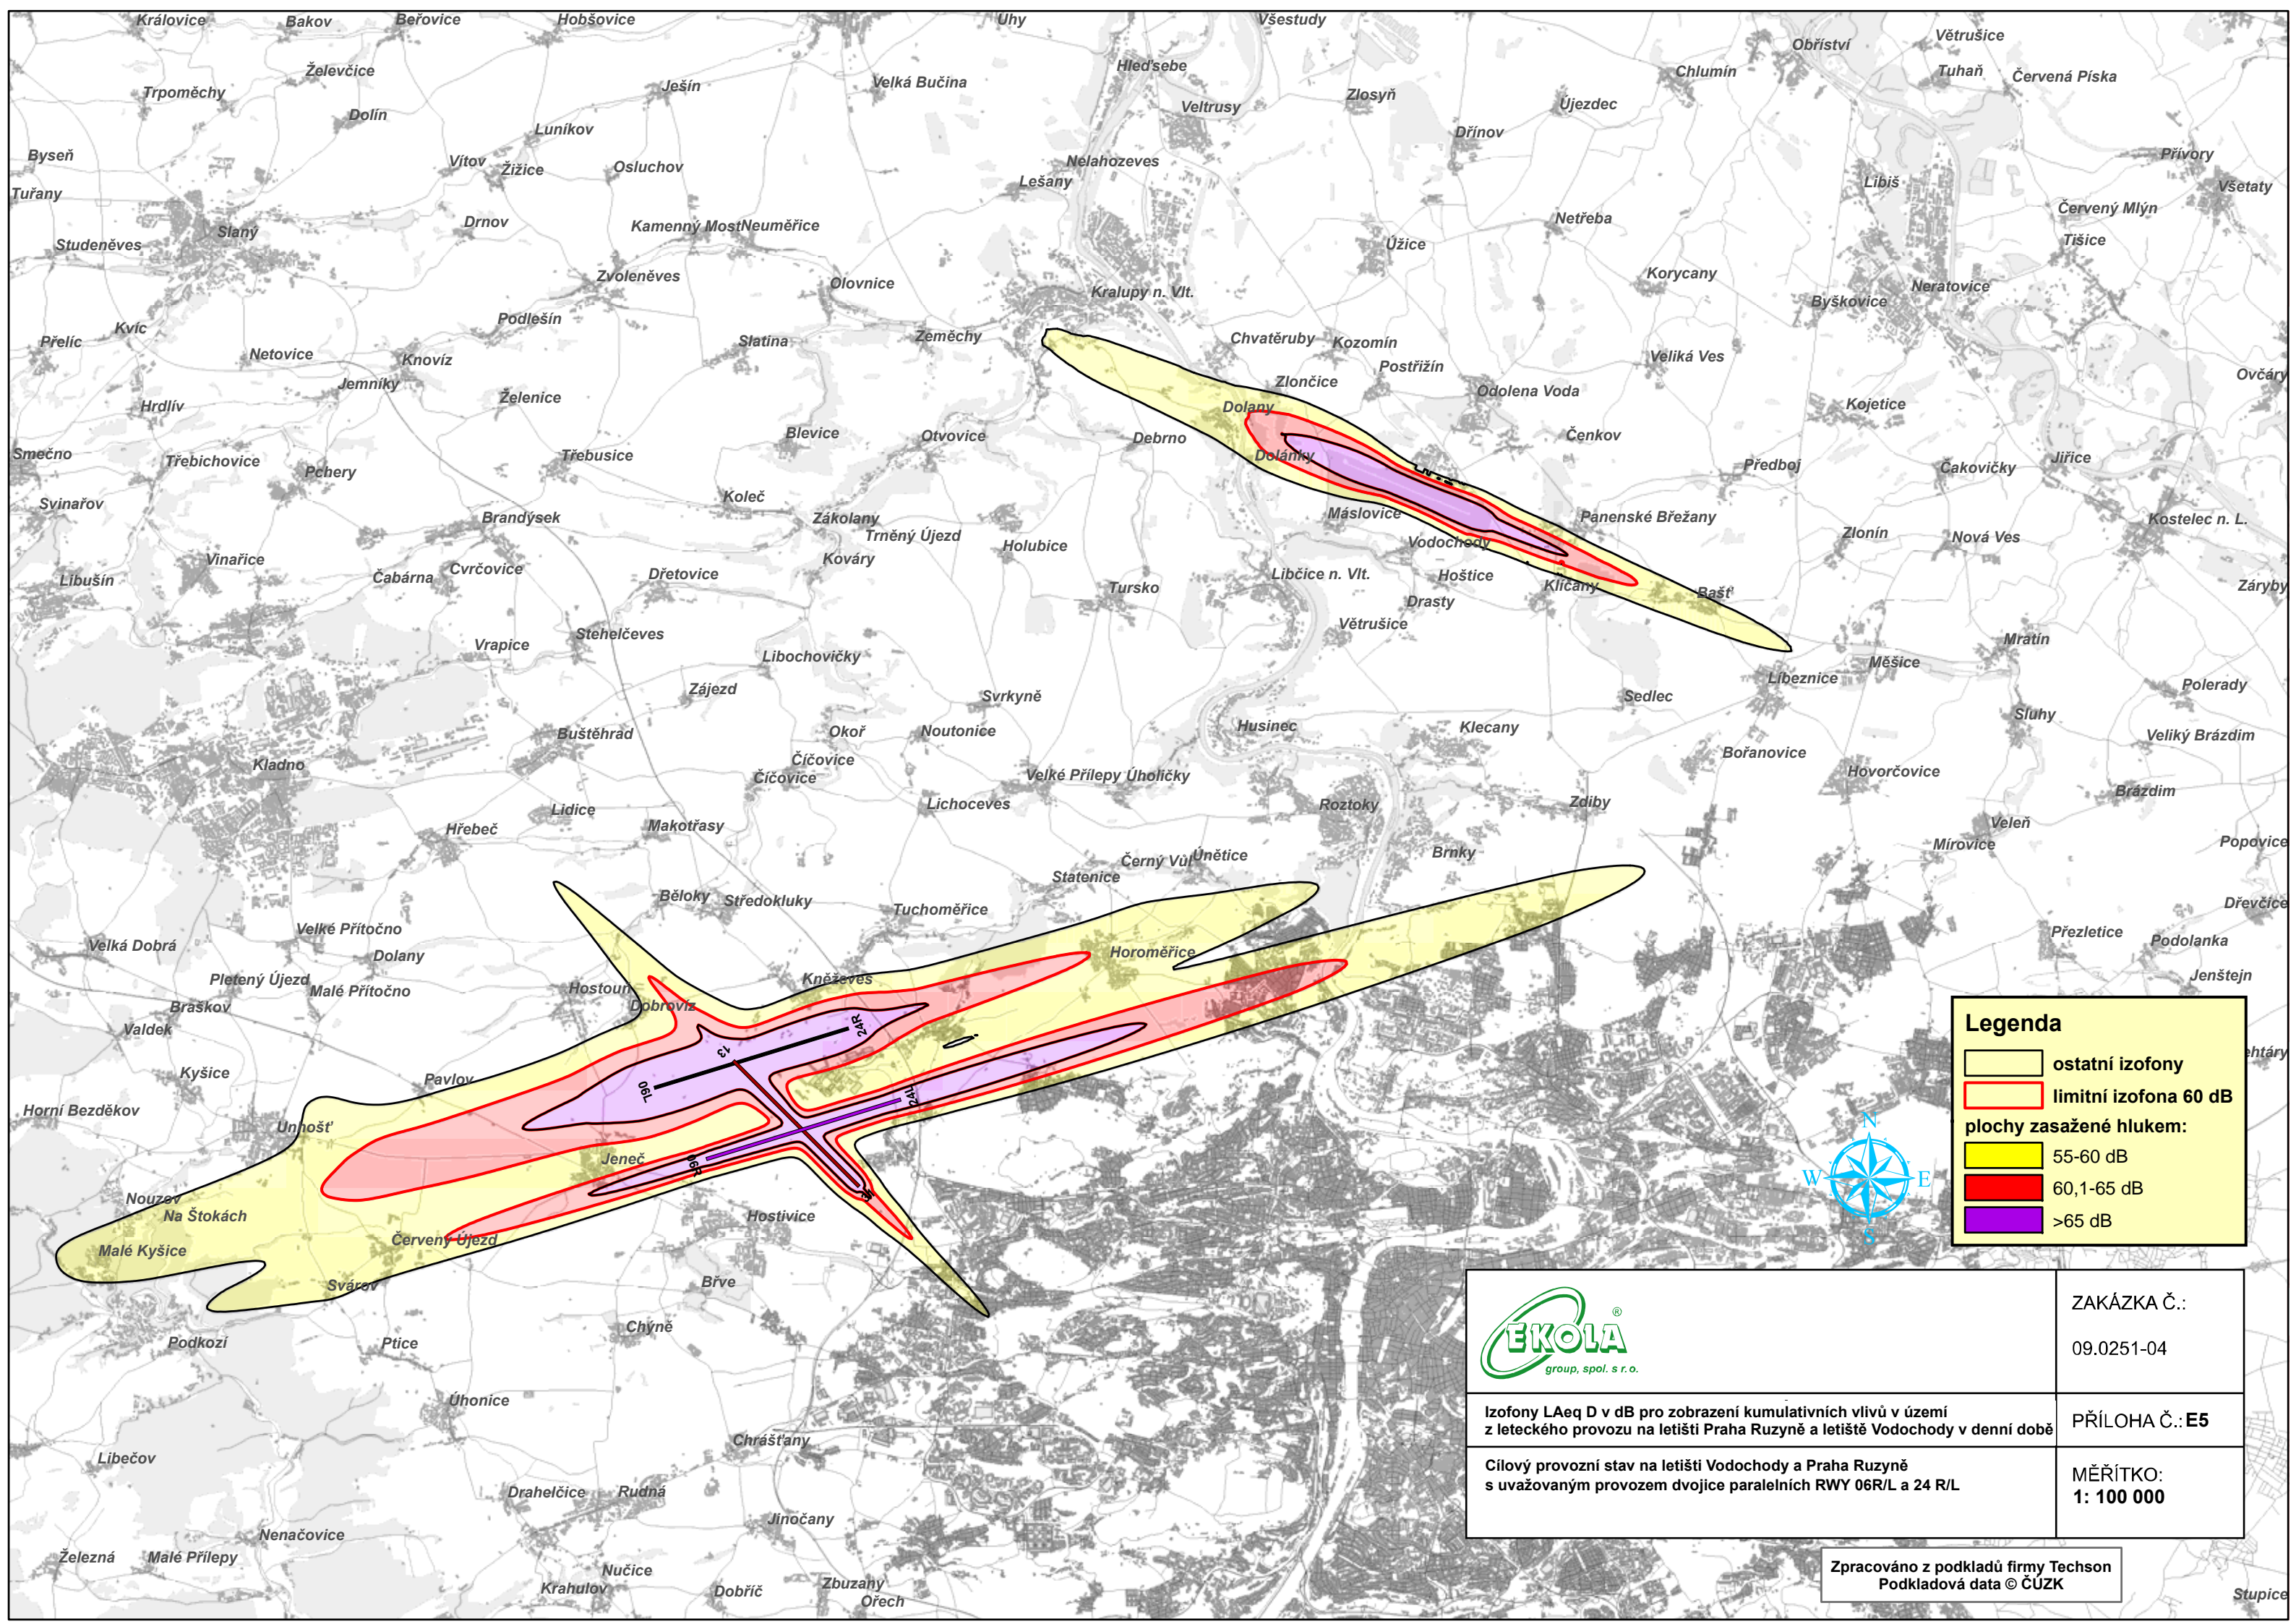 Královice
Bakov
Beřovice
Hobšovice
Uhy
Všestudy
Obříství
Větrušice
Želevčice
Trpoměchy
Dolín
Ješín
Velká Bučina
Hleďsebe
Veltrusy
Zlosyň
Újezdec
Chlumín
Tuhaň
Červená Píska
Byseň
Tuřany
Vítov
Žižice
Luníkov
Osluchov
Nelahozeves
Lešany
Dřínov
Libiš
Přívory
Všetaty
Studeněves
Slaný
Drnov
Kamenný Most
Neuměřice
Netřeba
Úžice
Červený Mlýn
Tišice
Zvoleněves
Olovnice
Kralupy n. Vlt.
Korycany
Byškovice
Neratovice
Přelíc
Kvíc
Netovice
Podlešín
Knovíz
Jemníky
Slatina
Zeměchy
Chvatěruby
Kozomín
Postřižín
Veliká Ves
Ovčáry
Hrdlív
Želenice
Zlončice
Dolany
Odolena Voda
Kojetice
Smečno
Třebichovice
Pchery
Třebusice
Blevice
Otvovice
Debrno
Dolánky
Čenkov
Předboj
Čakovičky
Jiřice
Svinařov
Brandýsek
Koleč
Zákolany
Trněný Újezd
Holubice
Máslovice
Vodochody
Panenské Břežany
Zlonín
Nová Ves
Kostelec n. L.
Vinařice
Libušín
Čabárna
Cvrčovice
Dřetovice
Kováry
Tursko
Libčice n. Vlt.
Hoštice
Drasty
Klíčany
Bašť
Záryby
Vrapice
Stehelčeves
Libochovičky
Větrušice
Mratín
Měšice
Líbeznice
Zájezd
Svrkyně
Sedlec
Polerady
Sluhy
Kladno
Buštěhrad
Okoř
Noutonice
Husinec
Klecany
Bořanovice
Veliký Brázdim
Číčovice
Číčovice
Velké Přílepy
Úholičky
Hovorčovice
Brázdim
Lidice
Hřebeč
Makotřasy
Lichoceves
Roztoky
Zdiby
Veleň
Mírovice
Popovice
Černý Vůl
Únětice
Statenice
Brnky
Běloky
Středokluky
Tuchoměřice
Dřevčice
Velká Dobrá
Velké Přítočno
Dolany
Horoměřice
Přezletice
Podolanka
Jenštejn
Pletený Újezd
Malé Přítočno
Braškov
Valdek
Hostouň
Dobrovíz
Kněževes
24R
13
06L
24L
06R
Kyšice
Pavlov
Horní Bezděkov
Unhošť
Jeneč
Nouzov
Na Štokách
Malé Kyšice
Červený Újezd
Hostivice
Svárov
Břve
Podkozí
Ptice
Chýně
Úhonice
Chrášťany
Libečov
Drahelčice
Rudná
Jinočany
Nenačovice
Železná
Malé Přílepy
Nučice
Krahulov
Dobříč
Zbuzany
Ořech
Stupice
Legenda
ostatní izofony
limitní izofona 60 dB
plochy zasažené hlukem:
55-60 dB
60,1-65 dB
>65 dB
N
W
E
S
EKOLA
®
group, spol. s r.o.
ZAKÁZKA Č.:
09.0251-04
Izofony LAeq D v dB pro zobrazení kumulativních vlivů v území
z leteckého provozu na letišti Praha Ruzyně a letiště Vodochody v denní době
PŘÍLOHA Č.: E5
Cílový provozní stav na letišti Vodochody a Praha Ruzyně
s uvažovaným provozem dvojice paralelních RWY 06R/L a 24 R/L
MĚŘÍTKO:
1: 100 000
Zpracováno z podkladů firmy Techson
Podkladová data © ČÚZK